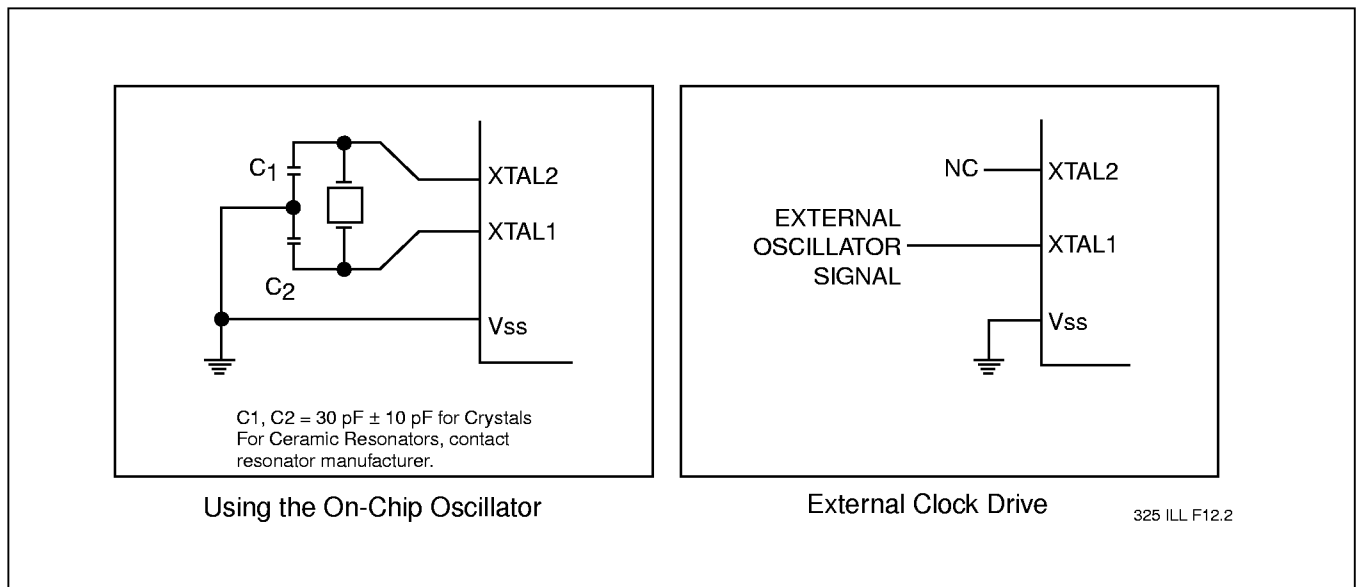 C1
XTAL2
XTAL1
C2
Vss
C1, C2 = 30 pF ± 10 pF for Crystals
For Ceramic Resonators, contact
resonator manufacturer.
Using the On-Chip Oscillator
NC
XTAL2
EXTERNAL
OSCILLATOR
SIGNAL
XTAL1
Vss
External Clock Drive
325 ILL F12.2